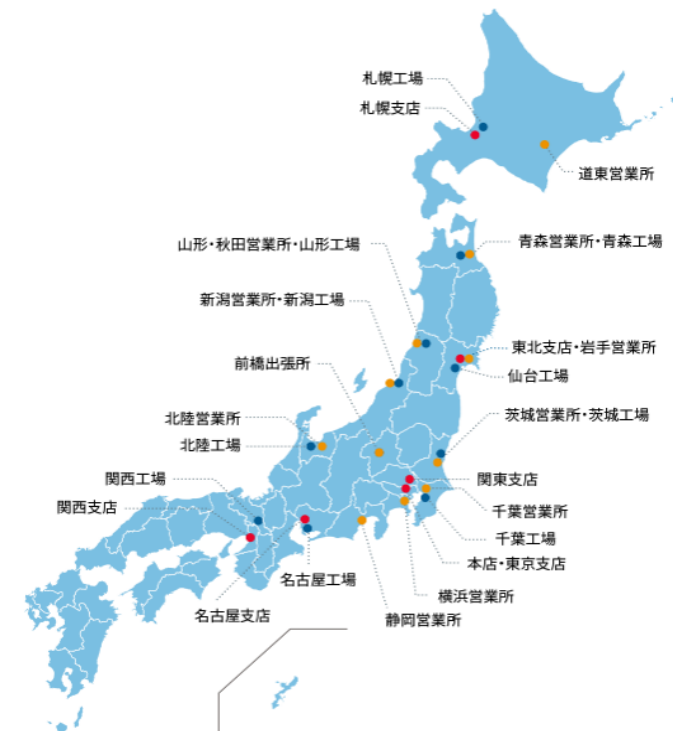 札幌工場
札幌支店
道東営業所
山形・秋田営業所・山形工場
青森営業所・青森工場
新潟営業所・新潟工場
東北支店・岩手営業所
前橋出張所
仙台工場
茨城営業所・茨城工場
北陸営業所
北陸工場
関西工場
関東支店
関西支店
千葉営業所
千葉工場
本店・東京支店
名古屋工場
横浜営業所
名古屋支店
静岡営業所